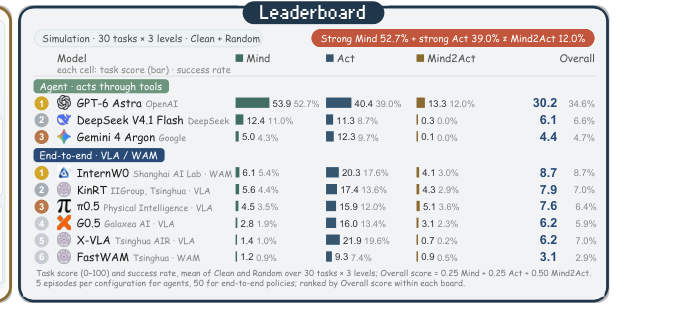 Leaderboard
Simulation · 30 tasks × 3 levels · Clean + Random
Strong Mind 52.7% + strong Act 39.0% ≠ Mind2Act 12.0%
Model Mind Act Mind2Act Overall
each cell: task score (bar) · success rate
Agent · acts through tools
1 GPT-6 Astra OpenAI 53.9 52.7% 40.4 39.0% 13.3 12.0% 30.2 34.6%
2 DeepSeek V4.1 Flash DeepSeek 12.4 11.0% 11.3 8.7% 0.3 0.0% 6.1 6.6%
3 Gemini 4 Argon Google 5.0 4.3% 12.3 9.7% 0.1 0.0% 4.4 4.7%
End-to-end · VLA / WAM
1 InternW0 Shanghai AI Lab · WAM 6.1 5.4% 20.3 17.6% 4.1 3.0% 8.7 8.7%
2 KinRT IIGroup, Tsinghua · VLA 5.6 4.4% 17.4 13.6% 4.3 2.9% 7.9 7.0%
3 π0.5 Physical Intelligence · VLA 4.5 3.5% 15.9 12.0% 5.1 3.6% 7.6 6.4%
4 G0.5 Galaxea AI · VLA 2.8 1.9% 16.0 13.4% 3.1 2.3% 6.2 5.9%
5 X-VLA Tsinghua AIR · VLA 1.4 1.0% 21.9 19.6% 0.7 0.2% 6.2 7.0%
6 FastWAM Tsinghua · WAM 1.2 0.9% 9.3 7.4% 0.9 0.5% 3.1 2.9%
Task score (0-100) and success rate, mean of Clean and Random over 30 tasks × 3 levels; Overall score = 0.25 Mind + 0.25 Act + 0.50 Mind2Act.
5 episodes per configuration for agents, 50 for end-to-end policies; ranked by Overall score within each board.